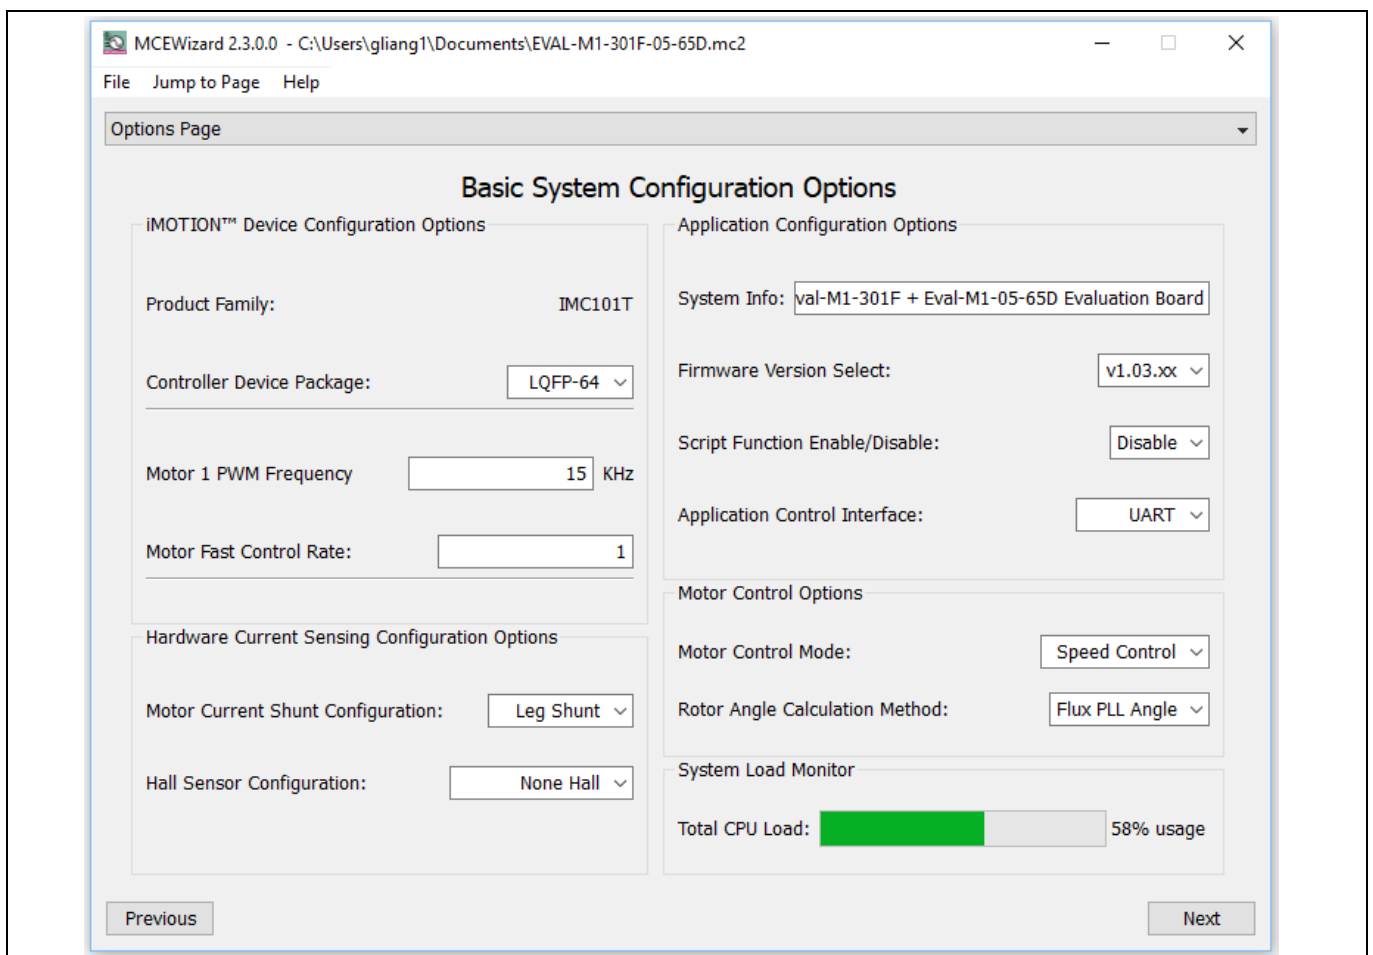 MCEWizard 2.3.0.0 - C:\Users\gliang1\Documents\EVAL-M1-301F-05-65D.mc2
File Jump to Page Help
Options Page
Basic System Configuration Options
iMOTION™ Device Configuration Options
Product Family: IMC101T
Controller Device Package: LQFP-64
Motor 1 PWM Frequency 15 KHz
Motor Fast Control Rate: 1
Hardware Current Sensing Configuration Options
Motor Current Shunt Configuration: Leg Shunt
Hall Sensor Configuration: None Hall
Application Configuration Options
System Info: val-M1-301F + Eval-M1-05-65D Evaluation Board
Firmware Version Select: v1.03.xx
Script Function Enable/Disable: Disable
Application Control Interface: UART
Motor Control Options
Motor Control Mode: Speed Control
Rotor Angle Calculation Method: Flux PLL Angle
System Load Monitor
Total CPU Load: 58% usage
Previous
Next